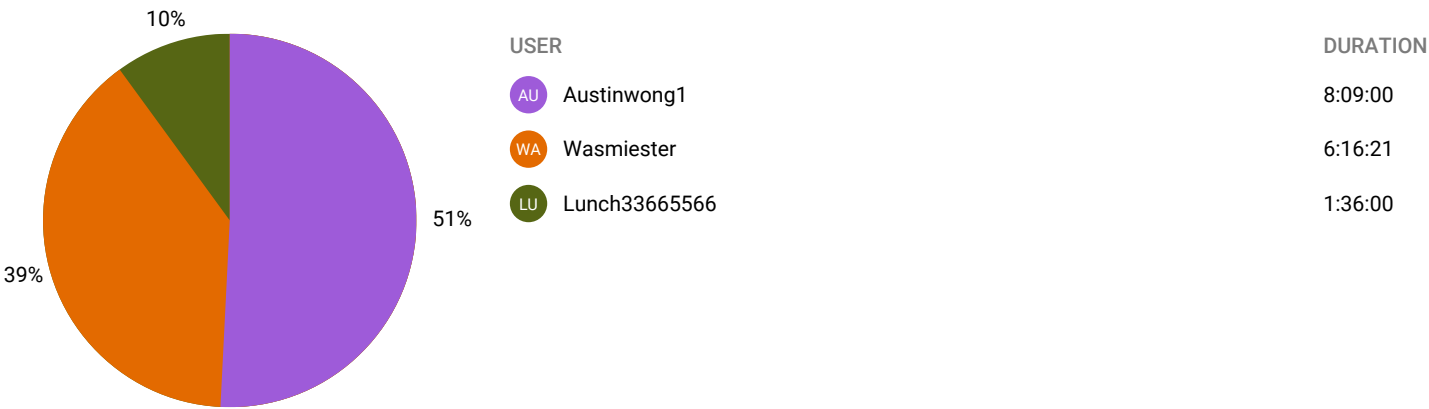 10%
51%
39%
USER DURATION
AU Austinwong1 8:09:00
WA Wasmiester 6:16:21
LU Lunch33665566 1:36:00